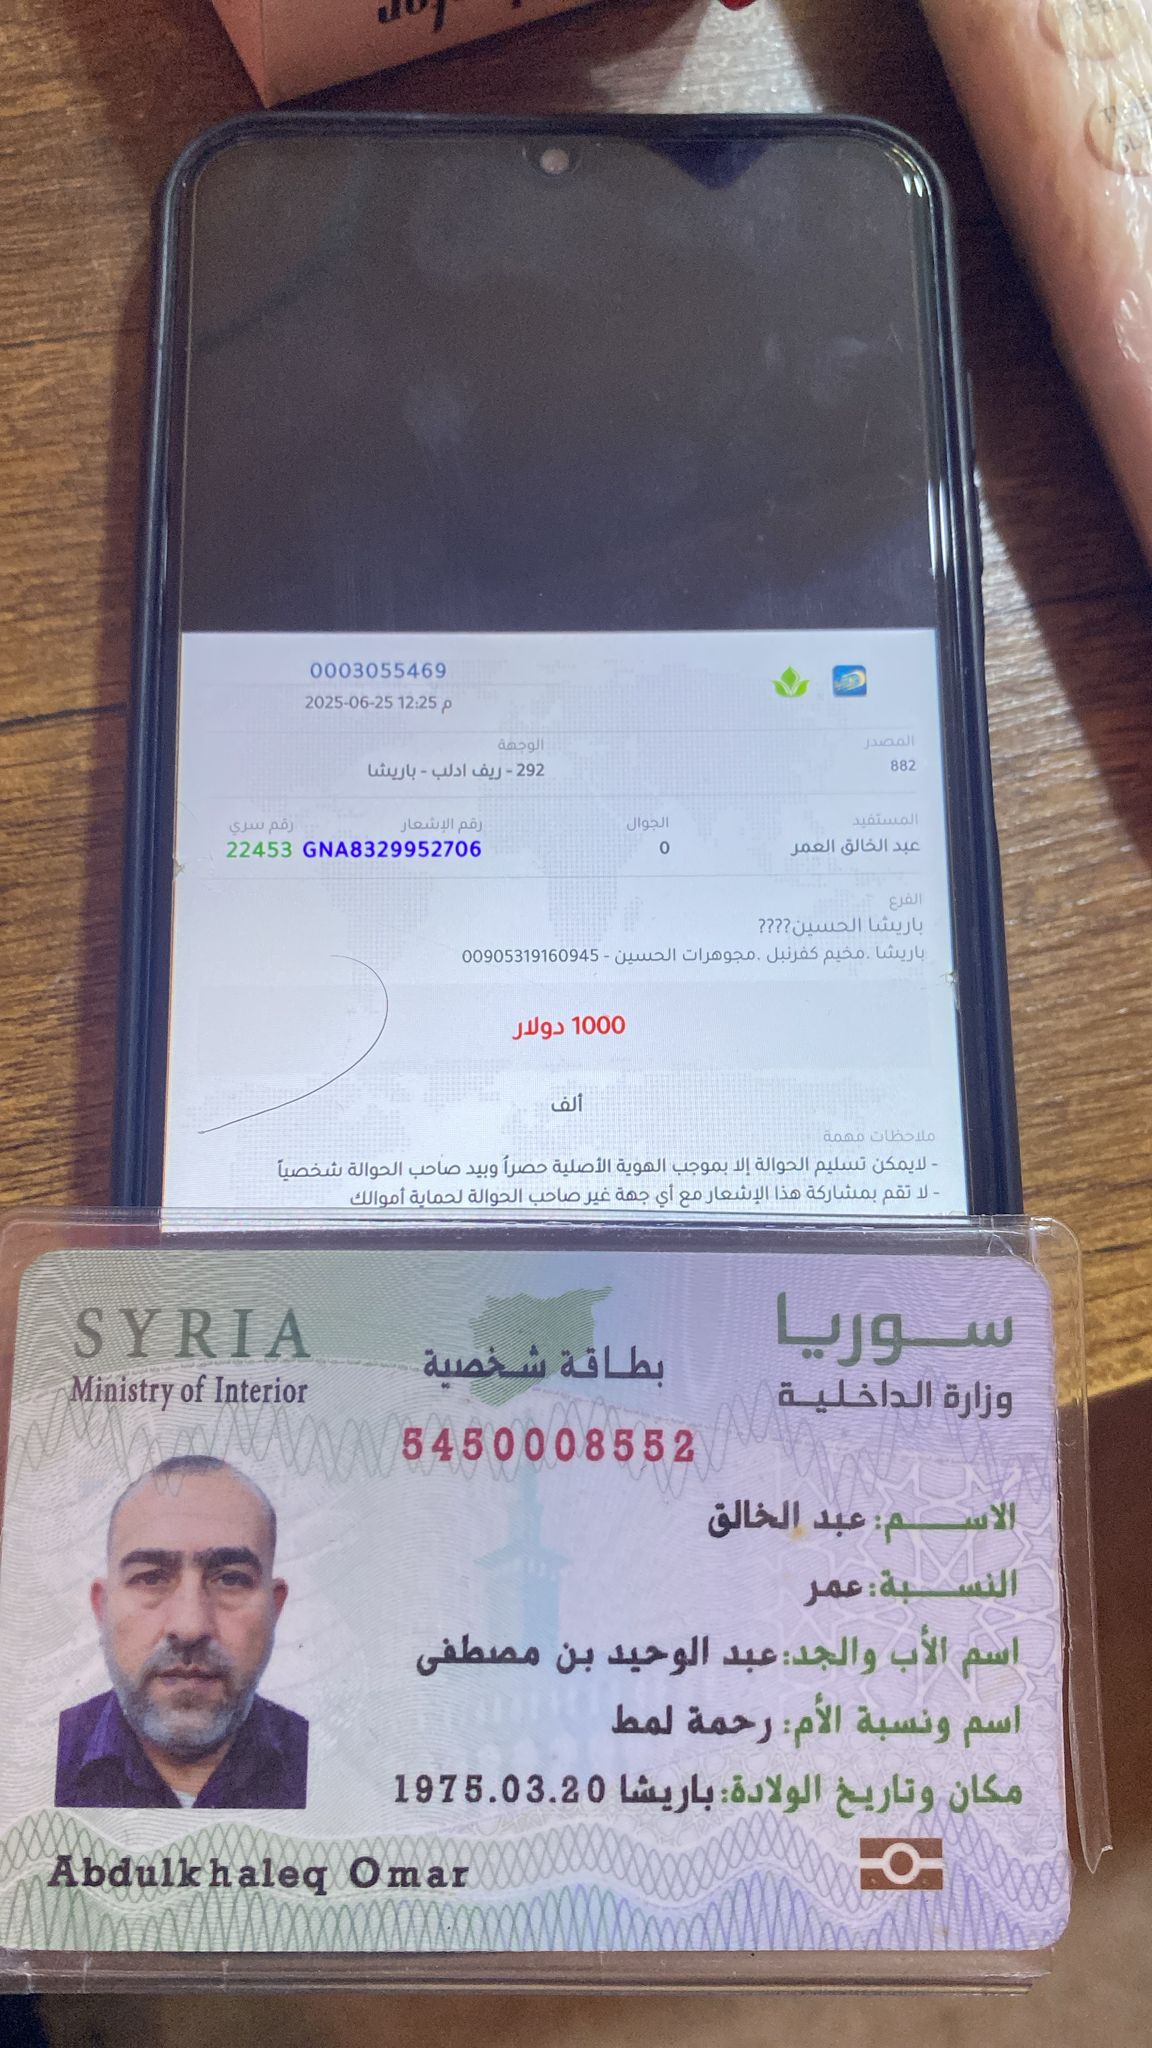 0003055469
2025-06-25 12:25 م
المصدر
الوجهة
882
292 - ريف ادلب - باريشا
المستفيد
الجوال
رقم الإشعار
رقم سري
عبد الخالق العمر
0
GNA8329952706
22453
الفرع
باريشا الحسين????
باريشا .مخيم كفرنبل .مجوهرات الحسين - 00905319160945
1000 دولار
ألف
ملاحظات مهمة
- لايمكن تسليم الحوالة إلا بموجب الهوية الأصلية حصراً وبيد صاحب الحوالة شخصياً
- لا تقم بمشاركة هذا الإشعار مع أي جهة غير صاحب الحوالة لحماية أموالك
سوريا
SYRIA
وزارة الداخلية
بطاقة شخصية
Ministry of Interior
5450008552
الاسم: عبد الخالق
النسبة: عمر
اسم الأب والجد: عبد الوحيد بن مصطفى
اسم ونسبة الأم: رحمة لمط
مكان وتاريخ الولادة: باريشا 1975.03.20
Abdulkhaleq Omar